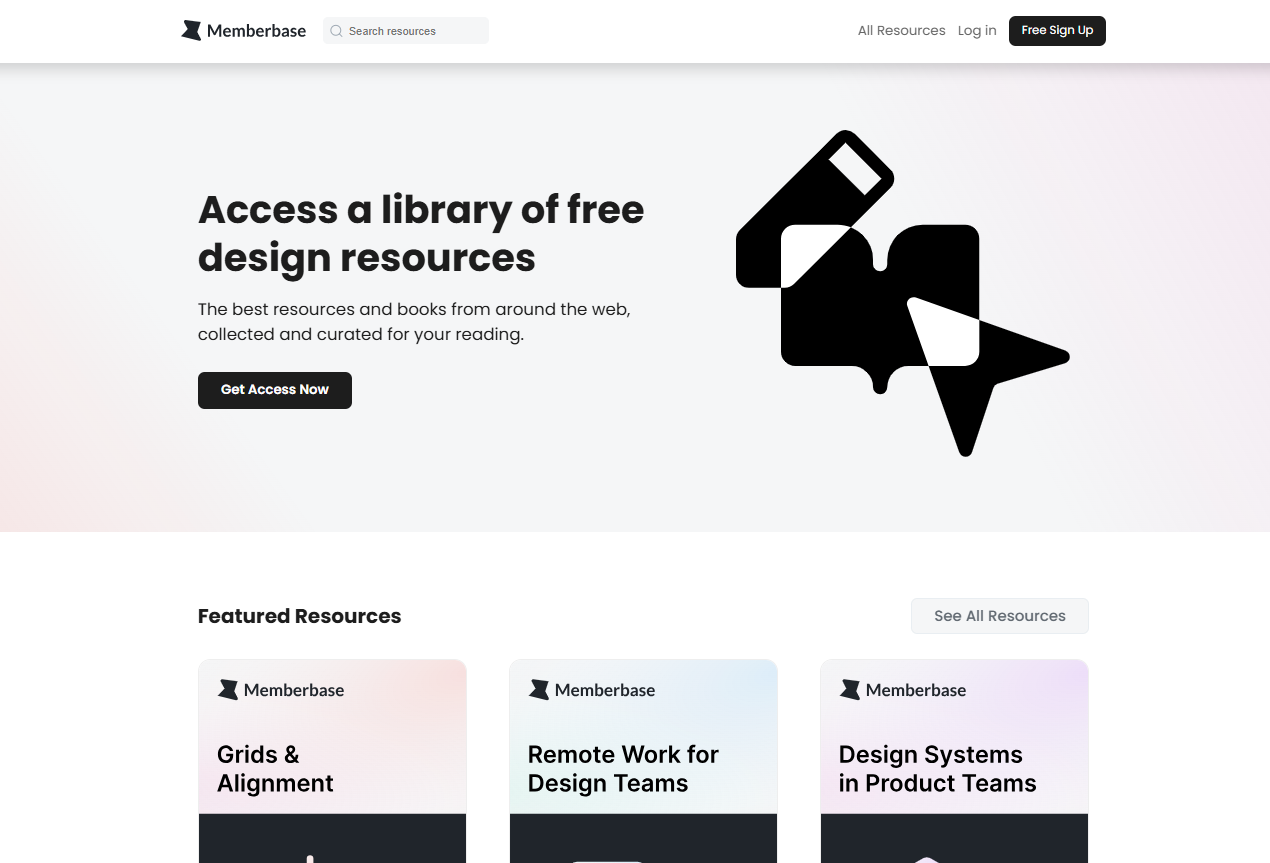 Memberbase
Search resources
All Resources
Log in
Free Sign Up
Access a library of free
design resources
The best resources and books from around the web,
collected and curated for your reading.
Get Access Now
Featured Resources
See All Resources
Memberbase
Grids &
Alignment
Memberbase
Remote Work for
Design Teams
Memberbase
Design Systems
in Product Teams